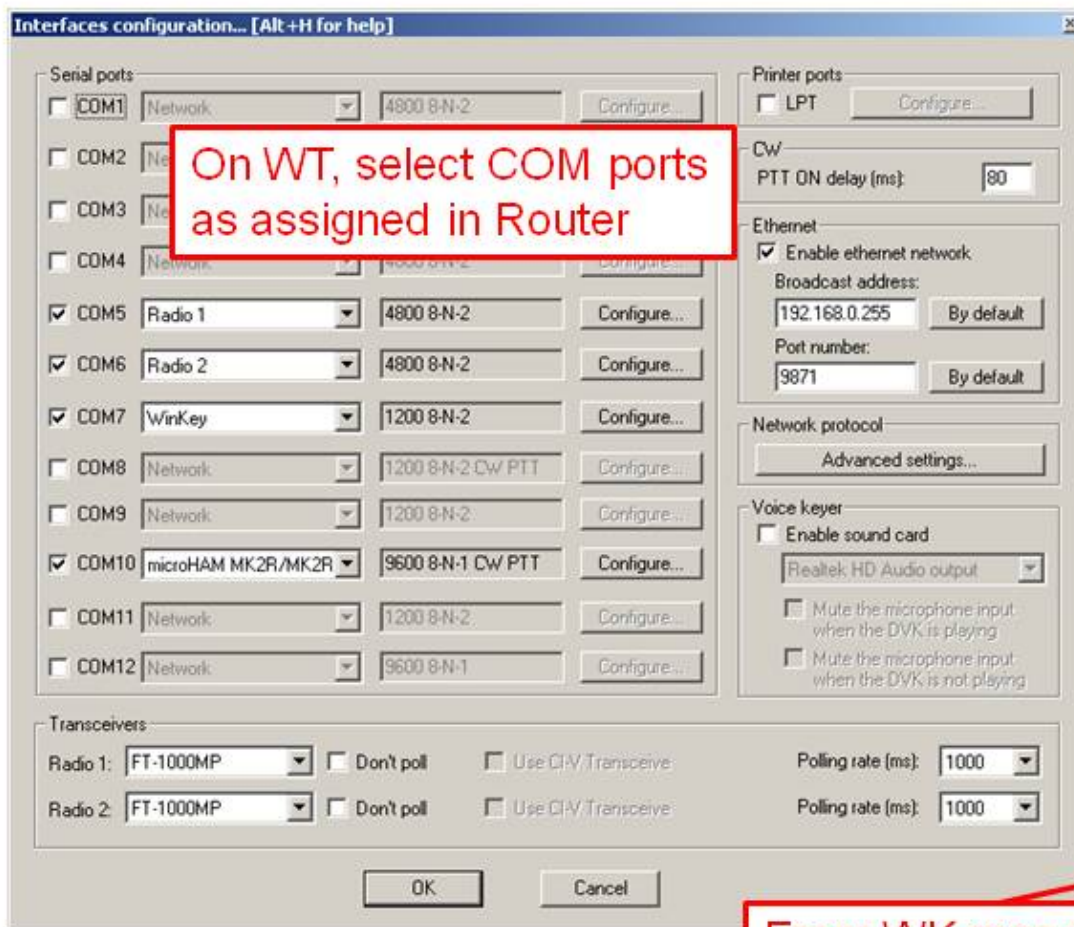 Interfaces configuration... [Alt+H for help]
Serial ports
COM1 Network 4800 8-N-2 Configure...
COM2
COM3
COM4 Network Configure...
On WT, select COM ports
as assigned in Router
COM5 Radio 1 4800 8-N-2 Configure...
COM6 Radio 2 4800 8-N-2 Configure...
COM7 WinKey 1200 8-N-2 Configure...
COM8 Network 1200 8-N-2 CW PTT Configure...
COM9 Network 1200 8-N-2 Configure...
COM10 microHAM MK2R/MK2R 9600 8-N-1 CW PTT Configure...
COM11 Network 1200 8-N-2 Configure...
COM12 Network 9600 8-N-1 Configure...
Printer ports
LPT Configure...
CW
PTT ON delay (ms): 80
Ethernet
Enable ethernet network
Broadcast address:
192.168.0.255 By default
Port number:
9871 By default
Network protocol
Advanced settings...
Voice keyer
Enable sound card
Realtek HD Audio output
Mute the microphone input
when the DVK is playing
Mute the microphone input
when the DVK is not playing
Transceivers
Radio 1: FT-1000MP Don't poll Use CI-V Transceive Polling rate (ms): 1000
Radio 2: FT-1000MP Don't poll Use CI-V Transceive Polling rate (ms): 1000
OK Cancel